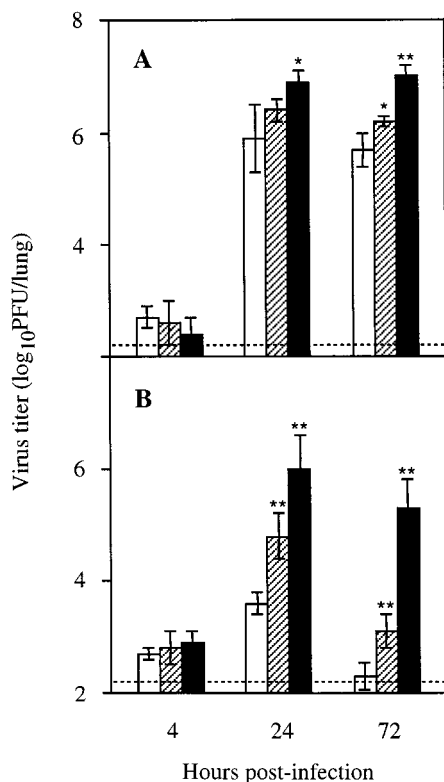 8
A
*
**
*
6
4
Virus titer (log10PFU/lung)
B
**
**
6
**
**
4
2
4 24 72
Hours post-infection